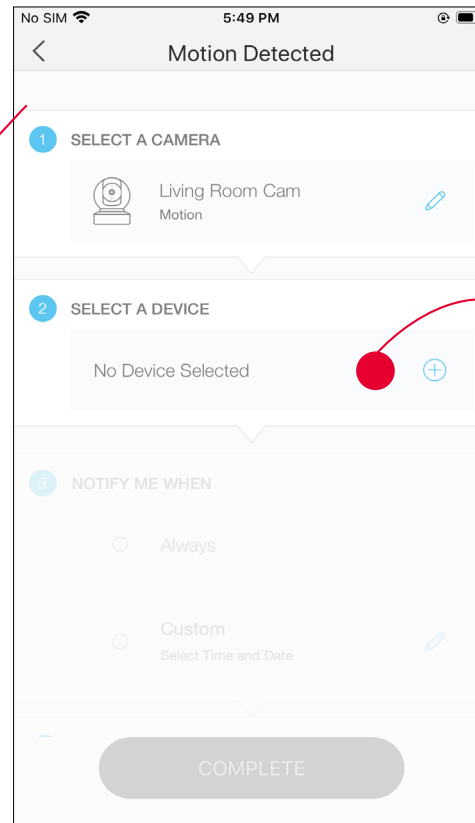 No SIM 5:49 PM
Motion Detected
1 SELECT A CAMERA
Living Room Cam
Motion
2 SELECT A DEVICE
No Device Selected
3 NOTIFY ME WHEN
Always
Custom
Select Time and Date
COMPLETE